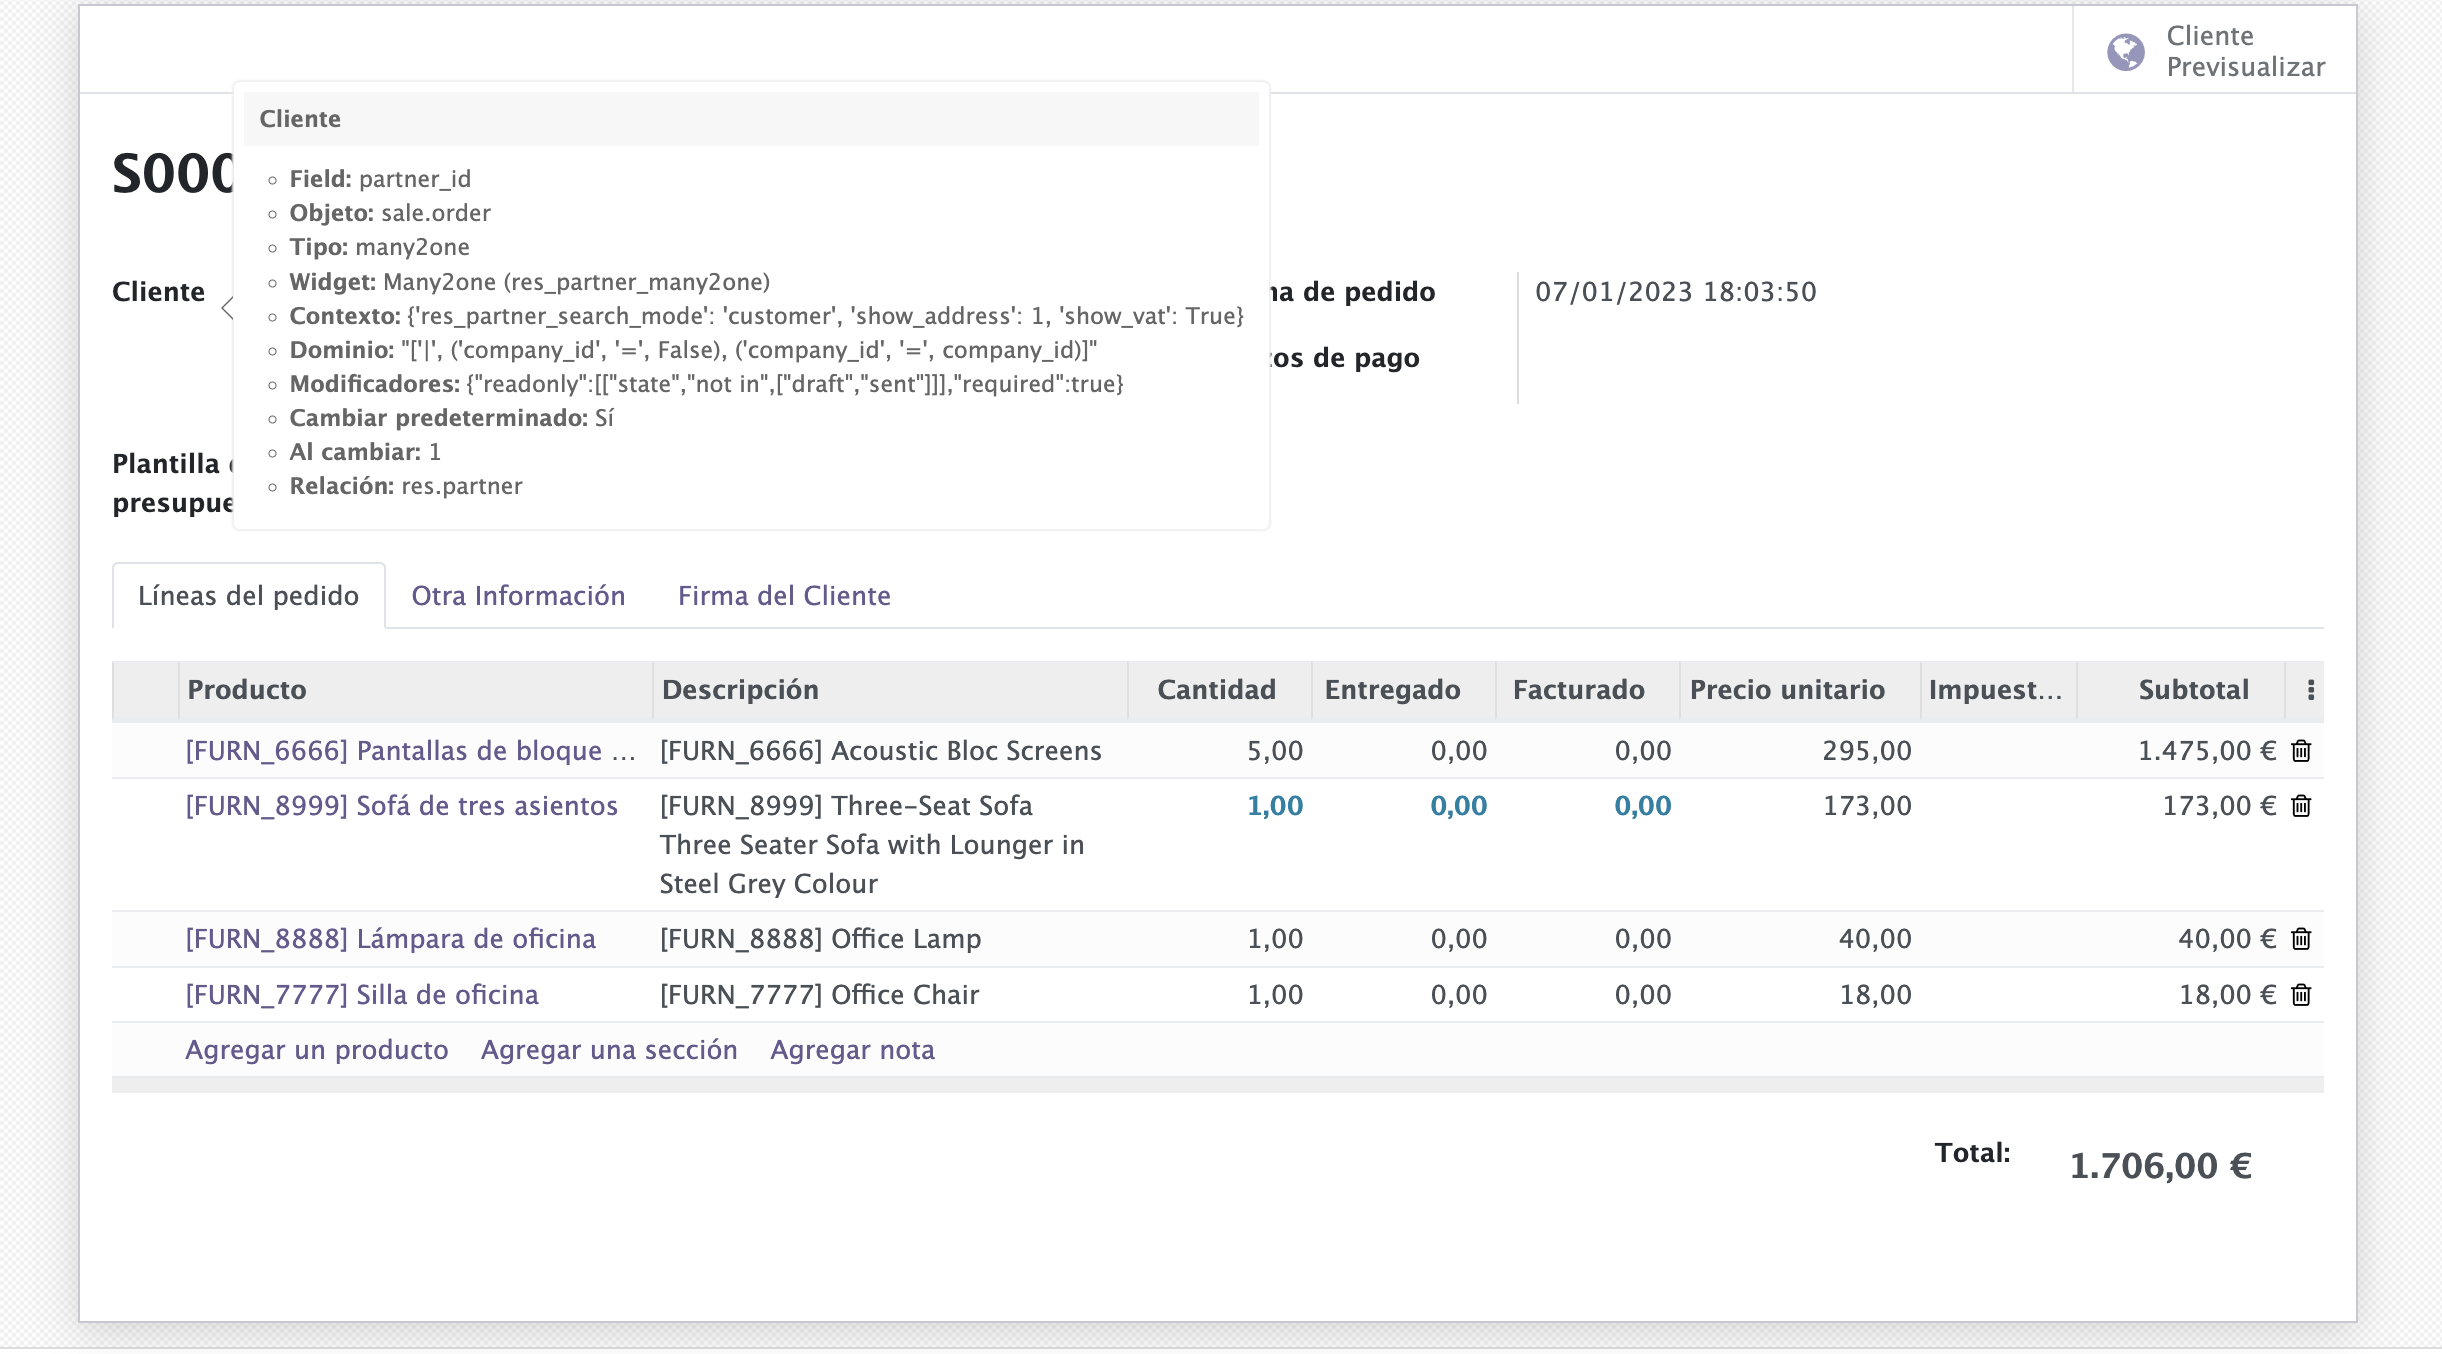 Cliente
Previsualizar
Cliente
S000
Field: partner_id
Objeto: sale.order
Tipo: many2one
Widget: Many2one (res_partner_many2one)
Contexto: {'res_partner_search_mode': 'customer', 'show_address': 1, 'show_vat': True}
Dominio: "['|', ('company_id', '=', False), ('company_id', '=', company_id)]"
Modificadores: {"readonly":[["state","not in",["draft","sent"]]],"required":true}
Cambiar predeterminado: Sí
Al cambiar: 1
Relación: res.partner
Cliente
de pedido 07/01/2023 18:03:50
de pago
Plantilla
Líneas del pedido Otra Información Firma del Cliente
Producto Descripción Cantidad Entregado Facturado Precio unitario Impuest... Subtotal
[FURN_6666] Pantallas de bloque ... [FURN_6666] Acoustic Bloc Screens 5,00 0,00 0,00 295,00 1.475,00 €
[FURN_8999] Sofá de tres asientos [FURN_8999] Three-Seat Sofa 1,00 0,00 0,00 173,00 173,00 €
Three Seater Sofa with Lounger in
Steel Grey Colour
[FURN_8888] Lámpara de oficina [FURN_8888] Office Lamp 1,00 0,00 0,00 40,00 40,00 €
[FURN_7777] Silla de oficina [FURN_7777] Office Chair 1,00 0,00 0,00 18,00 18,00 €
Agregar un producto Agregar una sección Agregar nota
Total: 1.706,00 €